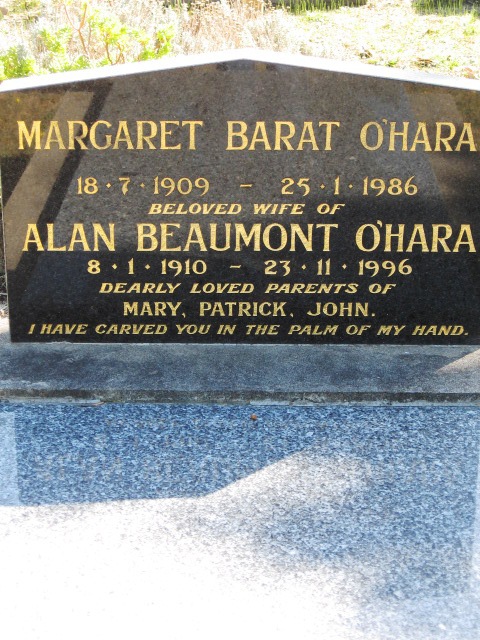 MARGARET BARAT O'HARA
18·7·1909 – 25·1·1986
BELOVED WIFE OF
ALAN BEAUMONT O'HARA
8·1·1910 – 23·11·1996
DEARLY LOVED PARENTS OF
MARY, PATRICK, JOHN.
I HAVE CARVED YOU IN THE PALM OF MY HAND.